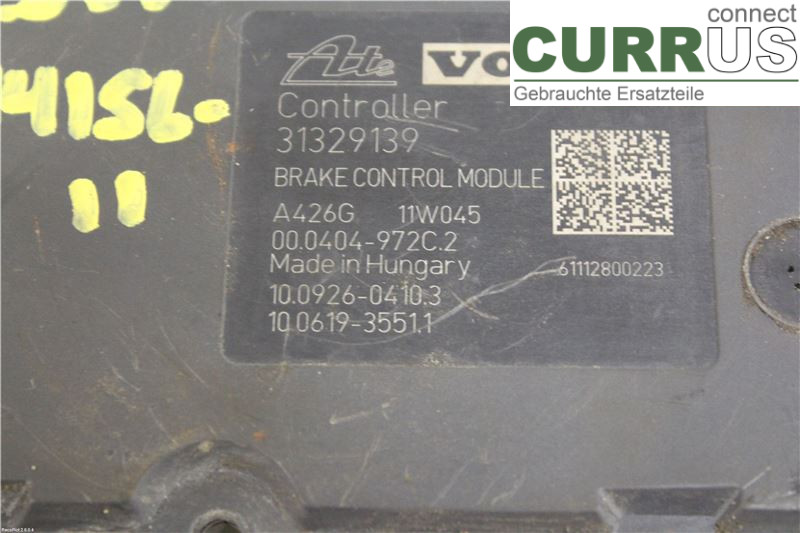 connect
CURRUS
Gebrauchte Ersatzteile
Ate VO
Controller
31329139
BRAKE CONTROL MODULE
A426G 11W045
00.0404-972C.2
Made in Hungary
61112800223
10.0926-0410.3
10.0619-3551.1
4156-
11